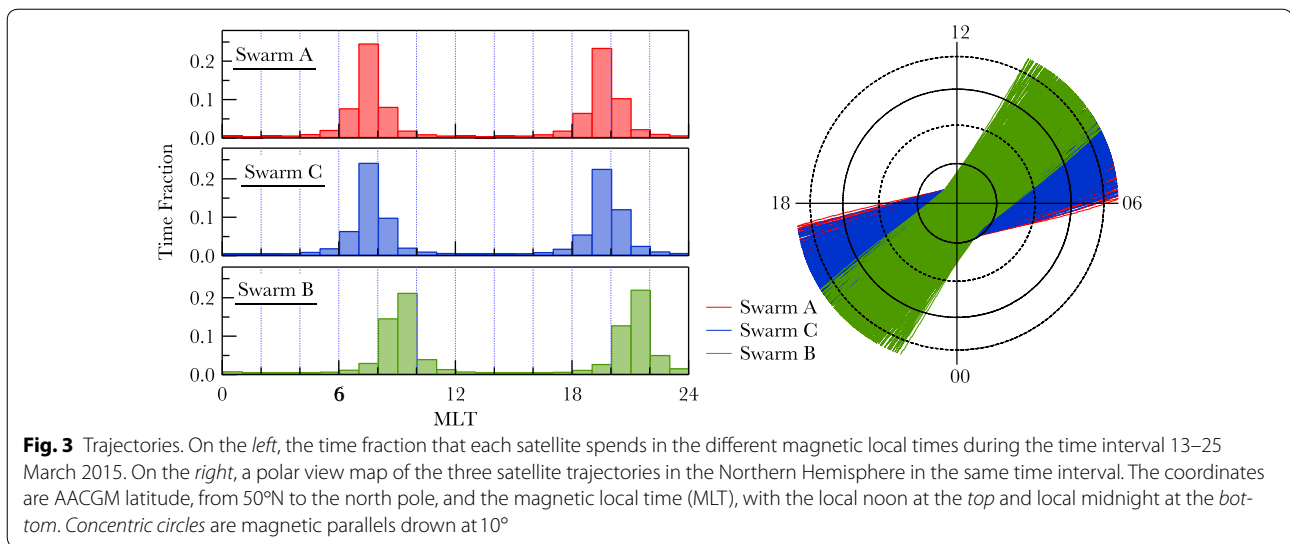 Swarm A
0.2
0.1
0.0
Swarm C
0.2
0.1
0.0
Swarm B
0.2
0.1
0.0
Time Fraction
0 6 12 18 24
MLT
12
18
06
00
Swarm A
Swarm C
Swarm B
Fig. 3 Trajectories. On the left, the time fraction that each satellite spends in the different magnetic local times during the time interval 13–25
March 2015. On the right, a polar view map of the three satellite trajectories in the Northern Hemisphere in the same time interval. The coordinates
are AACGM latitude, from 50°N to the north pole, and the magnetic local time (MLT), with the local noon at the top and local midnight at the bot-
tom. Concentric circles are magnetic parallels drown at 10°